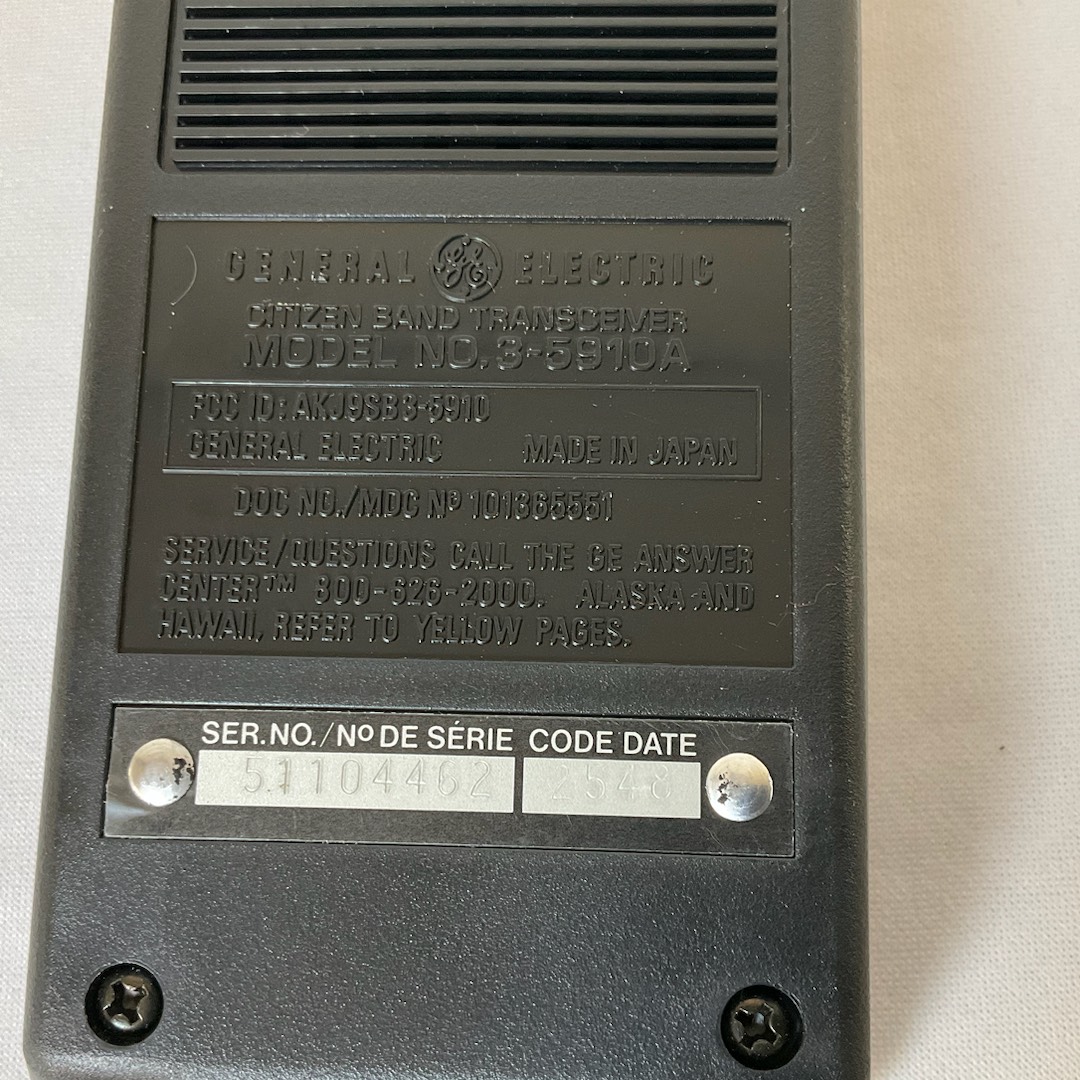 GENERAL GE ELECTRIC
CITIZEN BAND TRANSCEIVER
MODEL NO. 3-5910A
FCC ID: AKJ9SB3-5910
GENERAL ELECTRIC MADE IN JAPAN
DOC NO./MDC Nº 101365551
SERVICE/QUESTIONS CALL THE GE ANSWER
CENTER™ 800-626-2000. ALASKA AND
HAWAII, REFER TO YELLOW PAGES.
SER.NO./Nº DE SÉRIE CODE DATE
51104462 2548